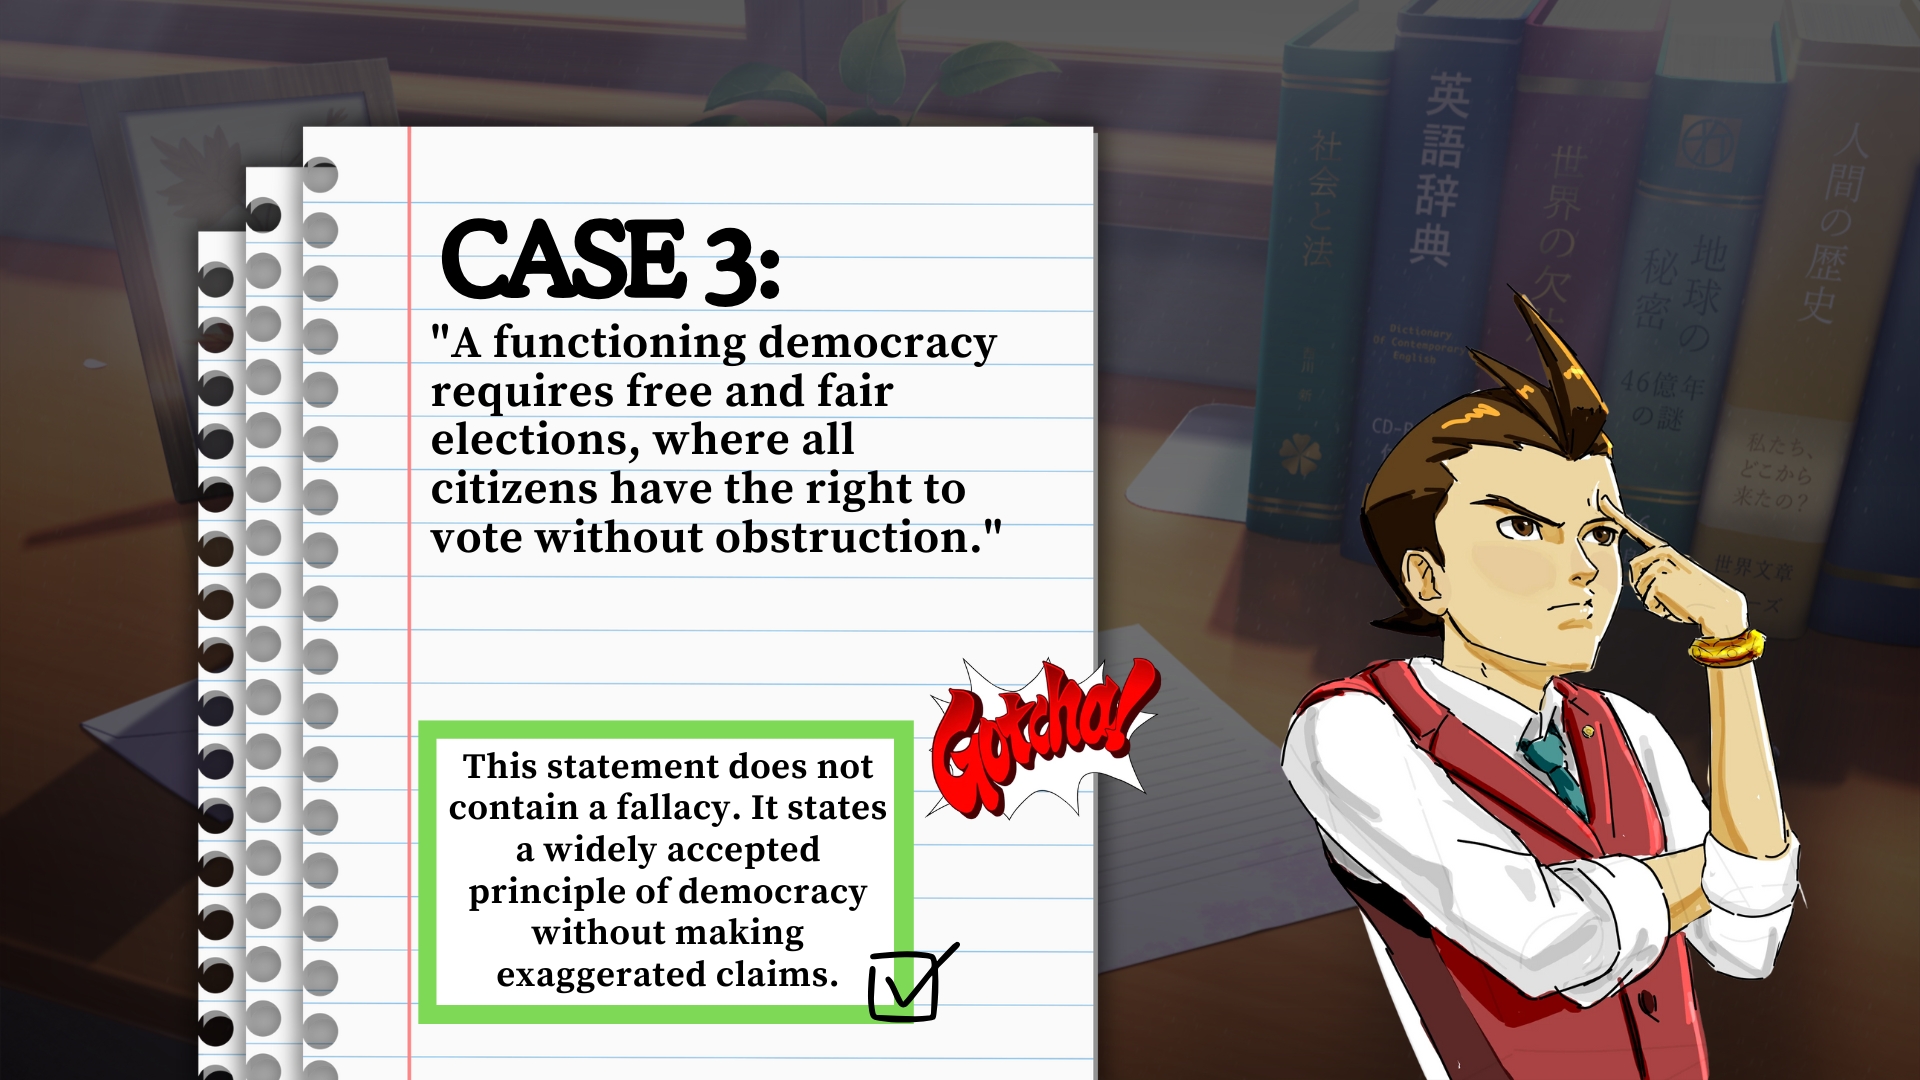 CASE 3:
"A functioning democracy
requires free and fair
elections, where all
citizens have the right to
vote without obstruction."
Gotcha!
This statement does not
contain a fallacy. It states
a widely accepted
principle of democracy
without making
exaggerated claims.
社会と法
英語辞典
Dictionary
Of Contemporary
English
世界の欠
地球の
秘密
46億年
の謎
人間の歴史
私たち、
どこから
来たの?
世界文章